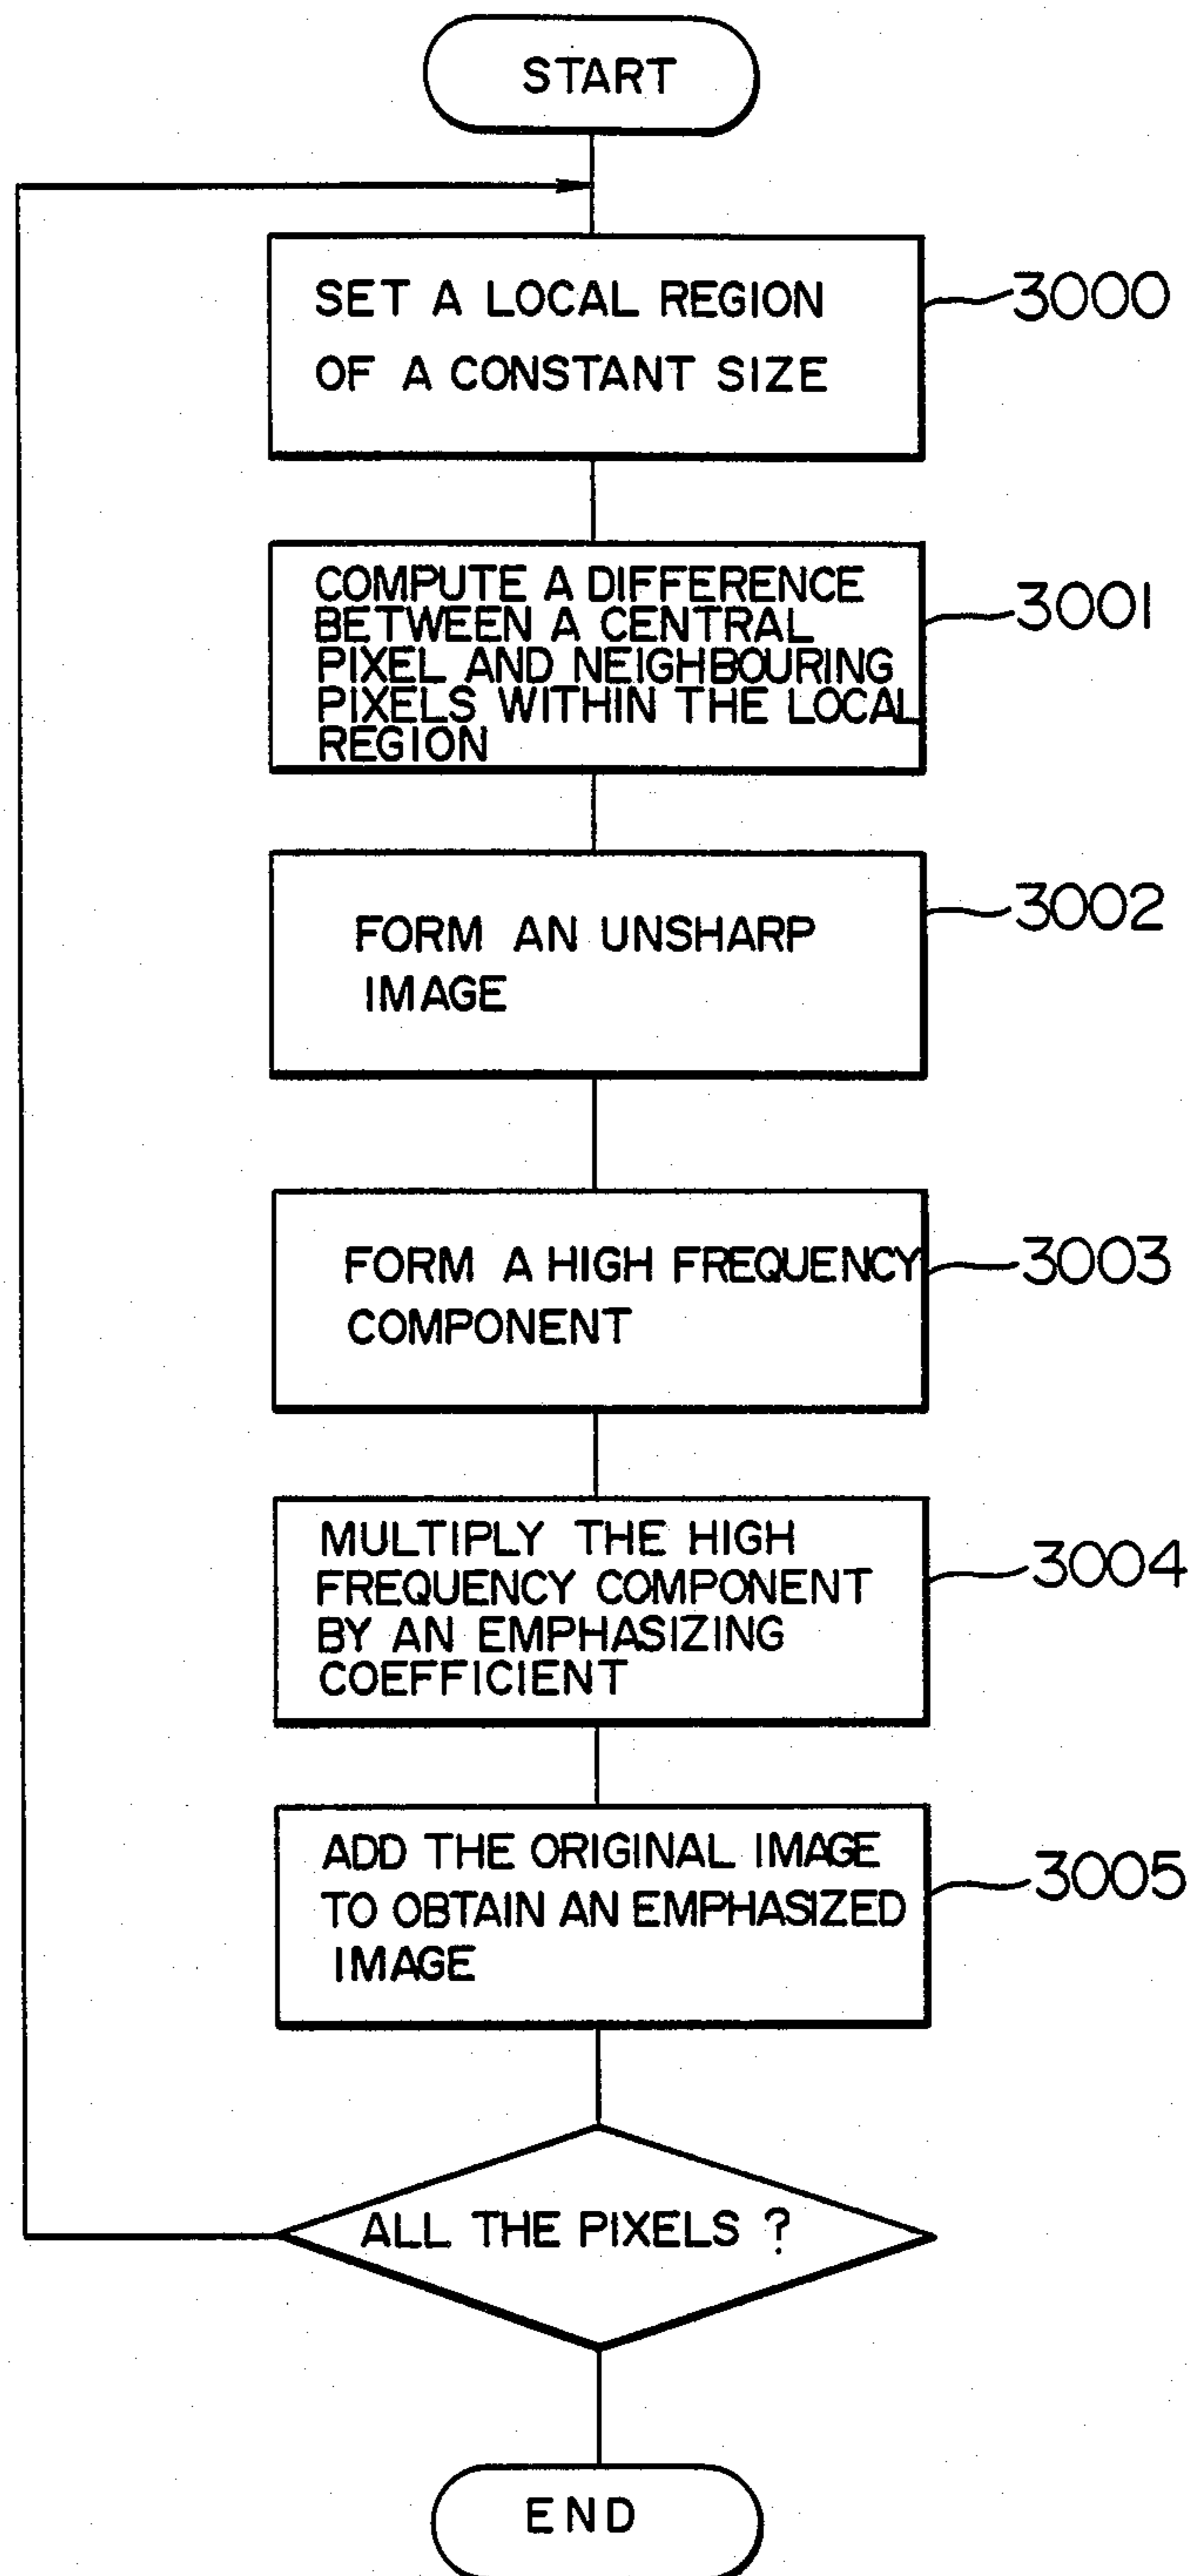 START
SET A LOCAL REGION
OF A CONSTANT SIZE
3000
COMPUTE A DIFFERENCE
BETWEEN A CENTRAL
PIXEL AND NEIGHBOURING
PIXELS WITHIN THE LOCAL
REGION
3001
FORM AN UNSHARP
IMAGE
3002
FORM A HIGH FREQUENCY
COMPONENT
3003
MULTIPLY THE HIGH
FREQUENCY COMPONENT
BY AN EMPHASIZING
COEFFICIENT
3004
ADD THE ORIGINAL IMAGE
TO OBTAIN AN EMPHASIZED
IMAGE
3005
ALL THE PIXELS ?
END